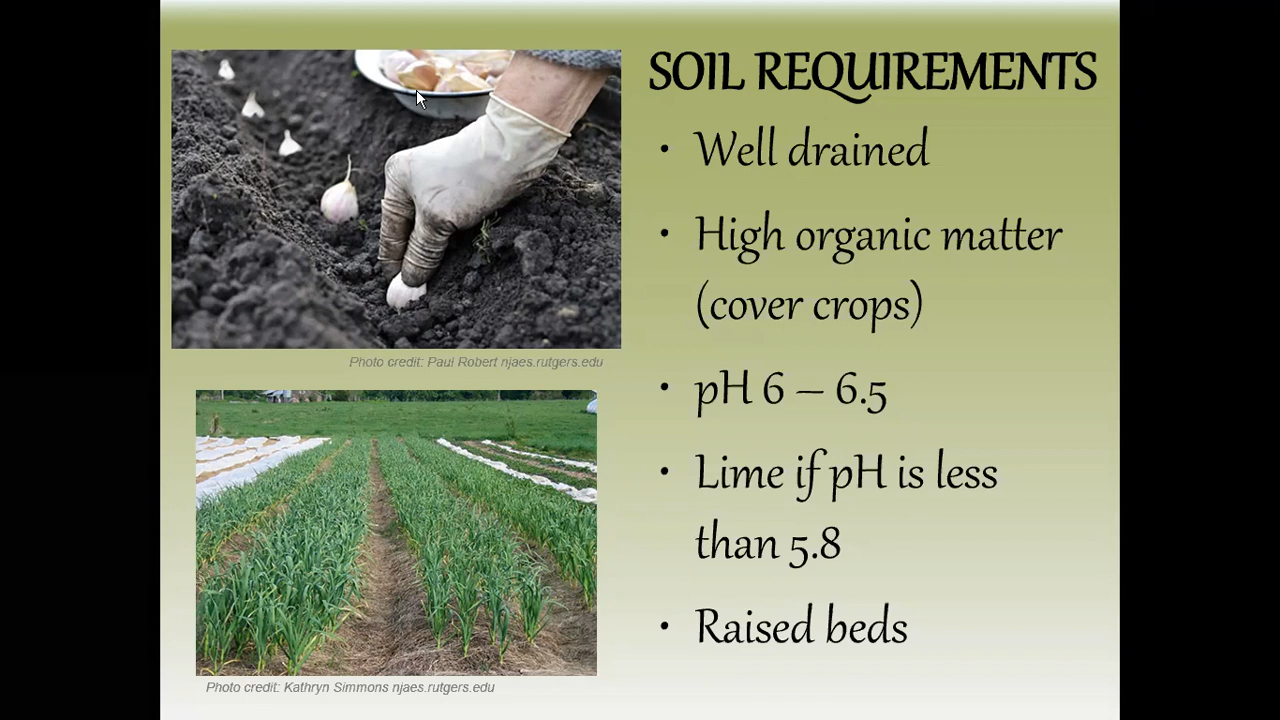 SOIL REQUIREMENTS
• Well drained
• High organic matter
(cover crops)
• pH 6 – 6.5
• Lime if pH is less
than 5.8
• Raised beds
Photo credit: Paul Robert njaes.rutgers.edu
Photo credit: Kathryn Simmons njaes.rutgers.edu